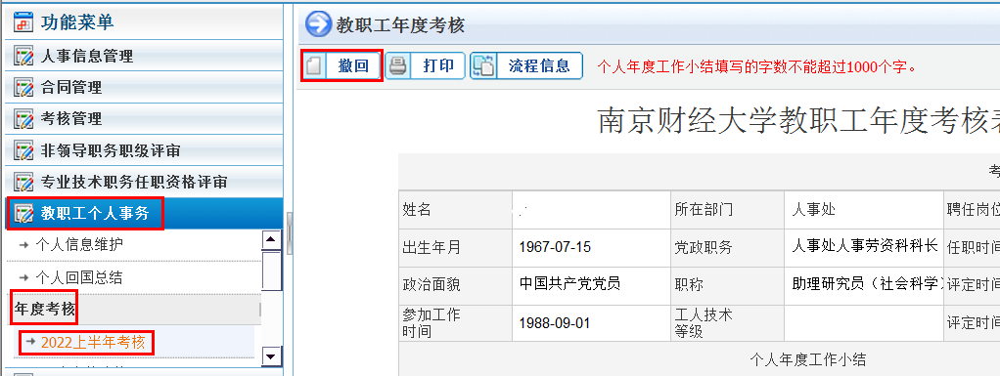 功能菜单
人事信息管理
合同管理
考核管理
非领导职务职级评审
专业技术职务任职资格评审
教职工个人事务
个人信息维护
个人回国总结
年度考核
2022上半年考核
教职工年度考核
撤回 打印 流程信息 个人年度工作小结填写的字数不能超过1000个字。
南京财经大学教职工年度考核
姓名 所在部门 人事处 聘任岗位
出生年月 1967-07-15 党政职务 人事处人事劳资科科长 任职时间
政治面貌 中国共产党党员 职称 助理研究员（社会科学 评定时间
参加工作时间 1988-09-01 工人技术等级 评定时间
个人年度工作小结